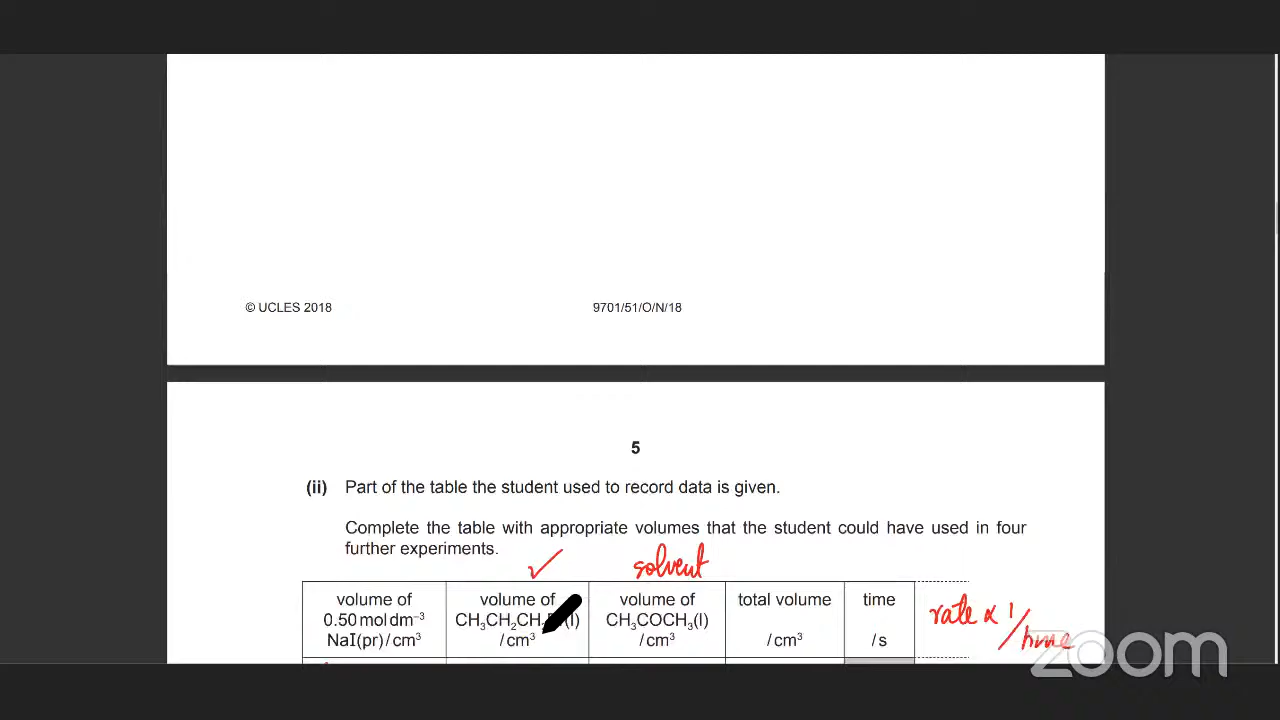 © UCLES 2018
9701/51/O/N/18
5
(ii) Part of the table the student used to record data is given.
Complete the table with appropriate volumes that the student could have used in four
further experiments.
✓ solvent
volume of volume of volume of total volume time
0.50 mol dm⁻³ CH₃CH₂CH (l) CH₃COCH₃(l)
NaI(pr)/cm³ /cm³ /cm³ /cm³ /s
rate ∝ 1/time
zoom